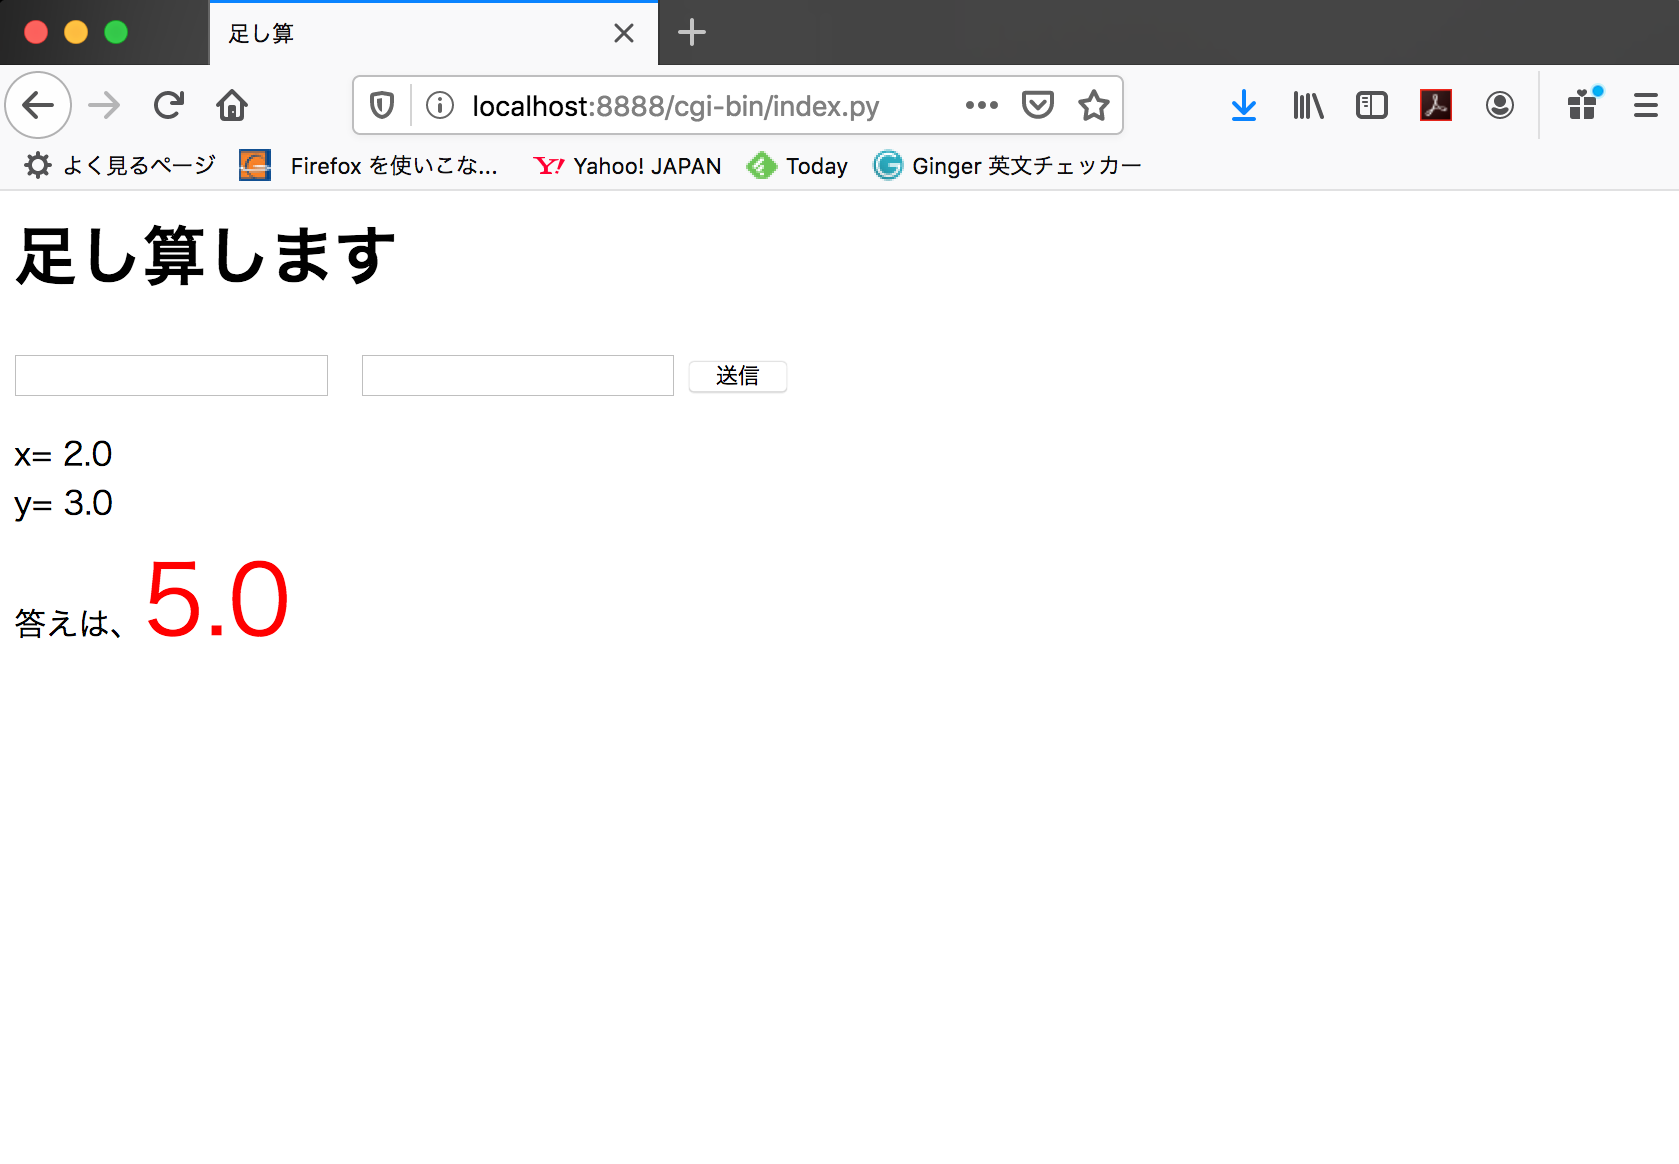 足し算
localhost:8888/cgi-bin/index.py
よく見るページ Firefox を使いこな... Yahoo! JAPAN Today Ginger 英文チェッカー
足し算します
送信
x= 2.0
y= 3.0
答えは、5.0